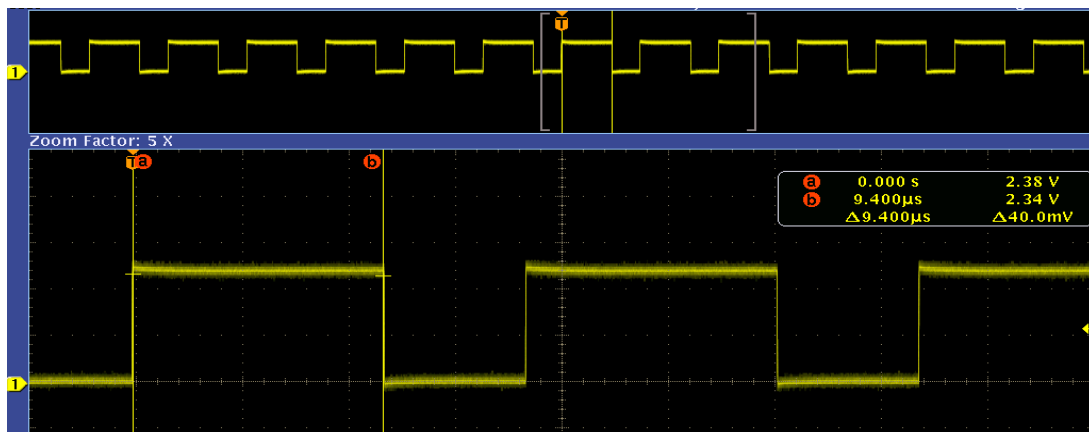 T
1
Zoom Factor: 5 X
T a b
a 0.000 s 2.38 V
b 9.400µs 2.34 V
Δ9.400µs Δ40.0mV
1